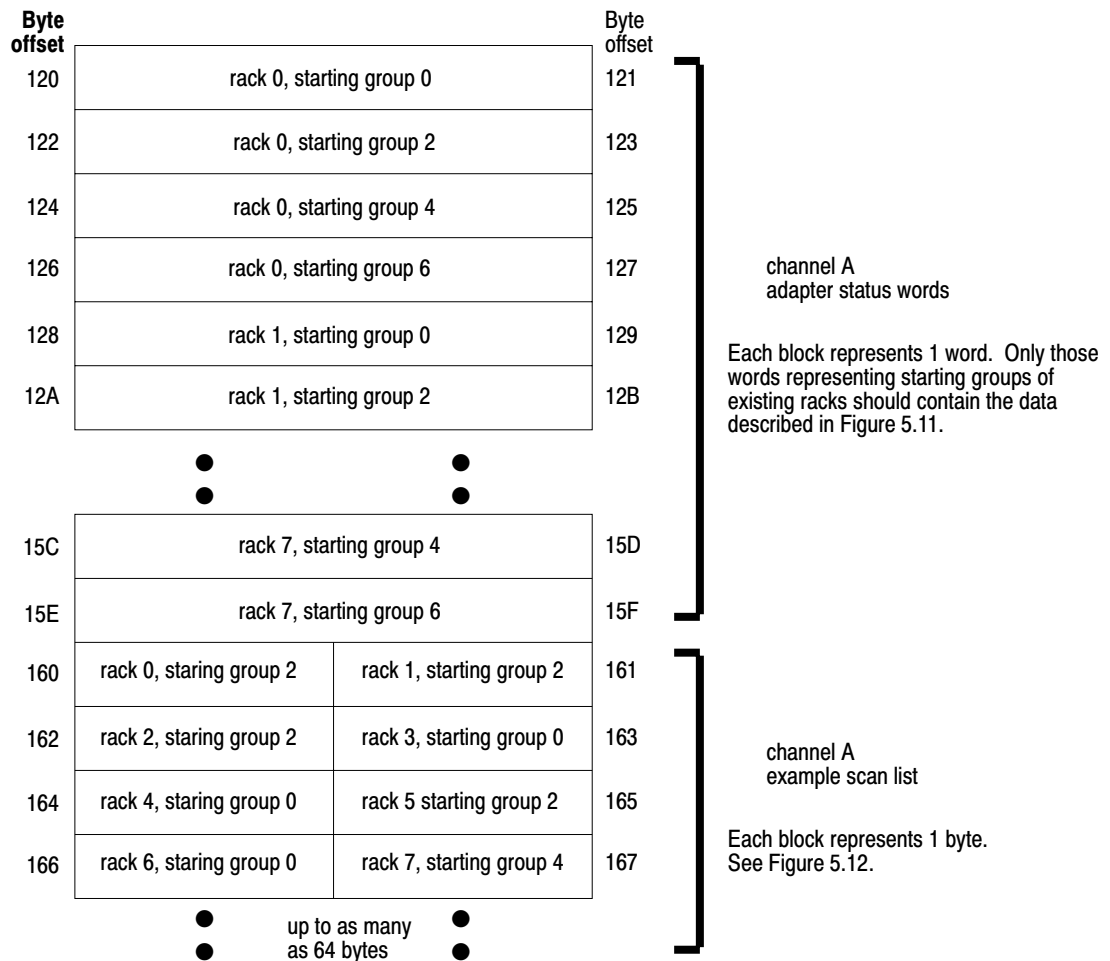 Byte offset
Byte offset
120 rack 0, starting group 0 121
122 rack 0, starting group 2 123
124 rack 0, starting group 4 125
126 rack 0, starting group 6 127
128 rack 1, starting group 0 129
12A rack 1, starting group 2 12B
channel A
adapter status words
Each block represents 1 word. Only those
words representing starting groups of
existing racks should contain the data
described in Figure 5.11.
15C rack 7, starting group 4 15D
15E rack 7, starting group 6 15F
160 rack 0, staring group 2 rack 1, starting group 2 161
162 rack 2, staring group 2 rack 3, starting group 0 163
164 rack 4, staring group 0 rack 5 starting group 2 165
166 rack 6, staring group 0 rack 7, starting group 4 167
channel A
example scan list
Each block represents 1 byte.
See Figure 5.12.
up to as many
as 64 bytes